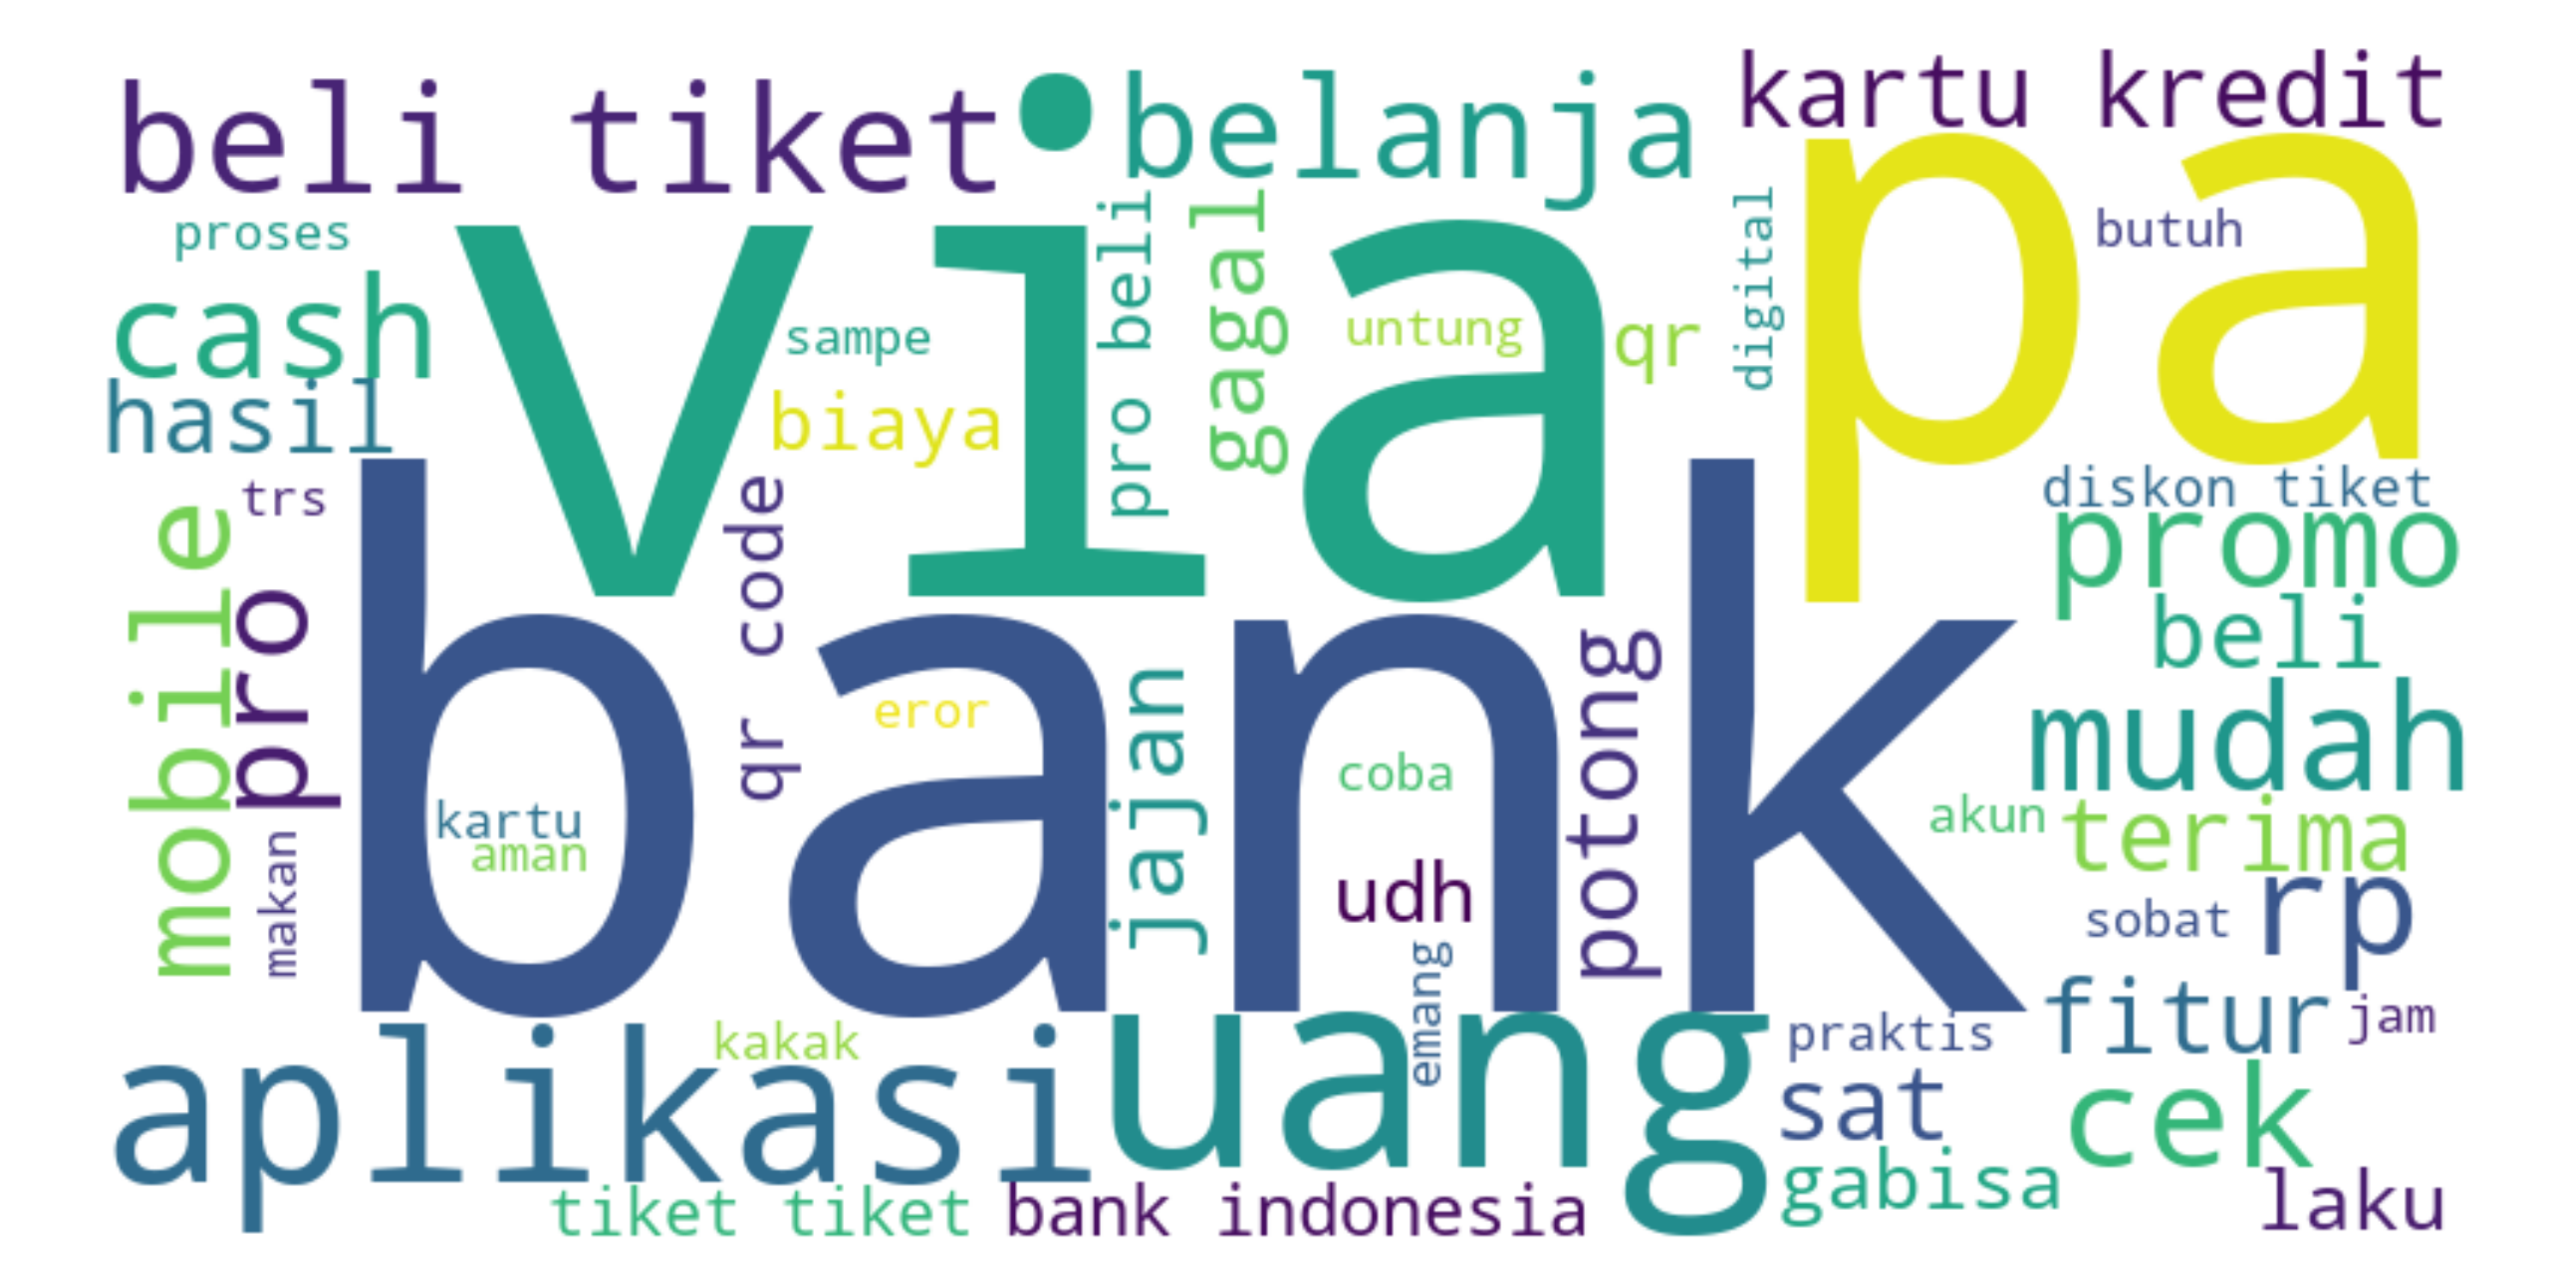 kartu kredit
beli tiket
belanja
pa
proses
via
pro beli
gagal
digital
butuh
cash
sampe
untung
qr
hasil
biaya
trs
qr code
diskon tiket
promo
mobile
pro
bank
beli
eror
jajan
potong
mudah
coba
kartu
aman
akun
terima
makan
udh
sobat
rp
emang
aplikasi
kakak
uang
praktis
fitur
jam
sat
cek
gabisa
tiket tiket
bank indonesia
laku